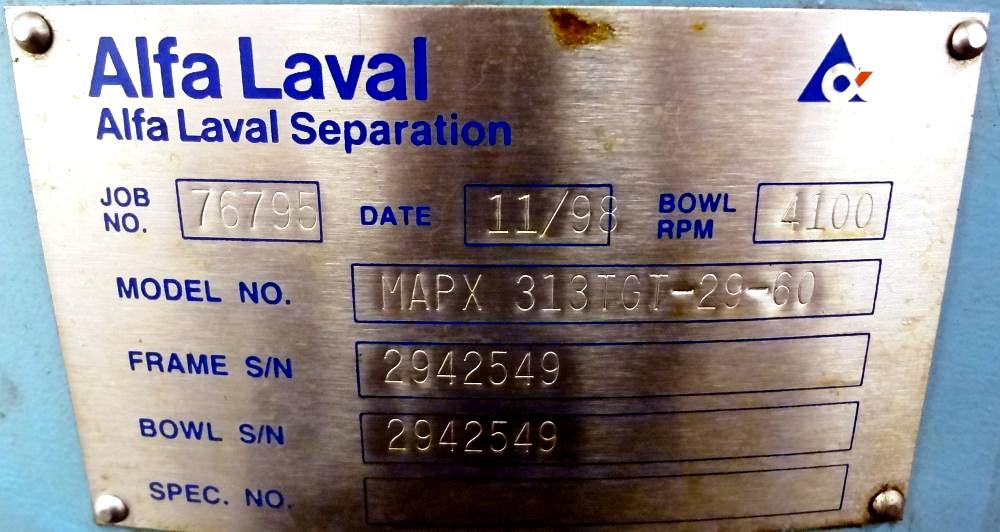 Alfa Laval
Alfa Laval Separation
JOB NO. 76795 DATE 11/98 BOWL RPM 4100
MODEL NO. MAPX 313TGT-29-60
FRAME S/N 2942549
BOWL S/N 2942549
SPEC. NO.